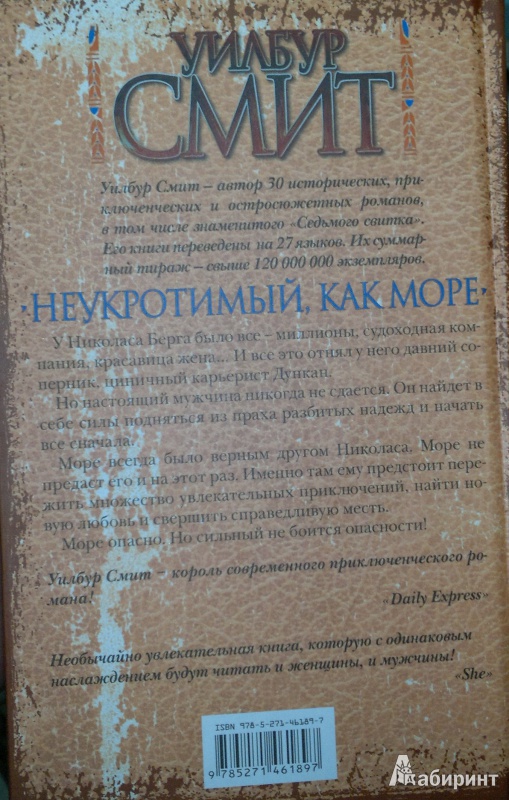 УИЛБУР
СМИТ
Уилбур Смит – автор 30 исторических, при-
ключенческих и остросюжетных романов,
в том числе знаменитого «Седьмого свитка».
Его книги переведены на 27 языков. Их суммар-
ный тираж – свыше 120 000 000 экземпляров.
НЕУКРОТИМЫЙ, КАК МОРЕ
У Николаса Берга было все – миллионы, судоходная ком-
пания, красавица жена... И все это отнял у него давний со-
перник, циничный карьерист Дункан.
Но настоящий мужчина никогда не сдается. Он найдет в
себе силы подняться из праха разбитых надежд и начать
все сначала.
Море всегда было верным другом Николаса. Море не
предаст его и на этот раз. Именно там ему предстоит пере-
жить множество увлекательных приключений, найти но-
вую любовь и свершить справедливую месть.
Море опасно. Но сильный не боится опасности!
Уилбур Смит – король современного приключенческого ро-
мана!
«Daily Express»
Необычайно увлекательная книга, которую с одинаковым
наслаждением будут читать и женщины, и мужчины!
«She»
ISBN 978-5-271-46189-7
9 785271 461897
Лабиринт